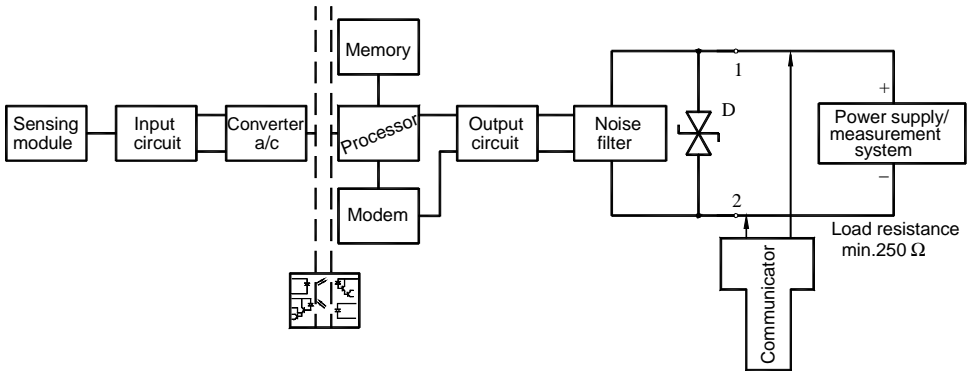 Memory
Sensing
module
Input
circuit
Converter
a/c
Processor
Output
circuit
Noise
filter
Modem
1
D
2
+
Power supply/
measurement
system
−
Load resistance
min.250 Ω
Communicator